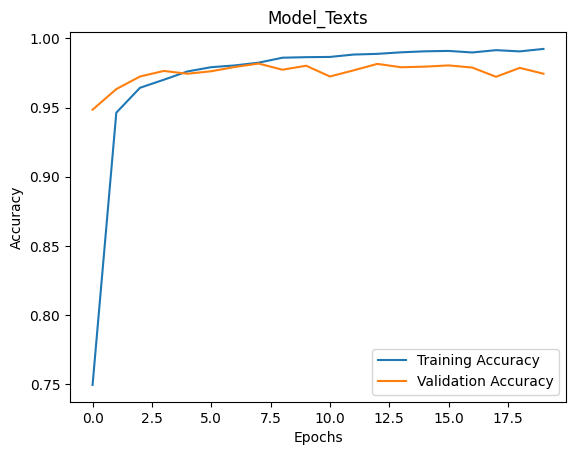 Model_Texts
1.00
0.95
0.90
0.85
0.80
0.75
Accuracy
Training Accuracy
Validation Accuracy
0.0 2.5 5.0 7.5 10.0 12.5 15.0 17.5
Epochs